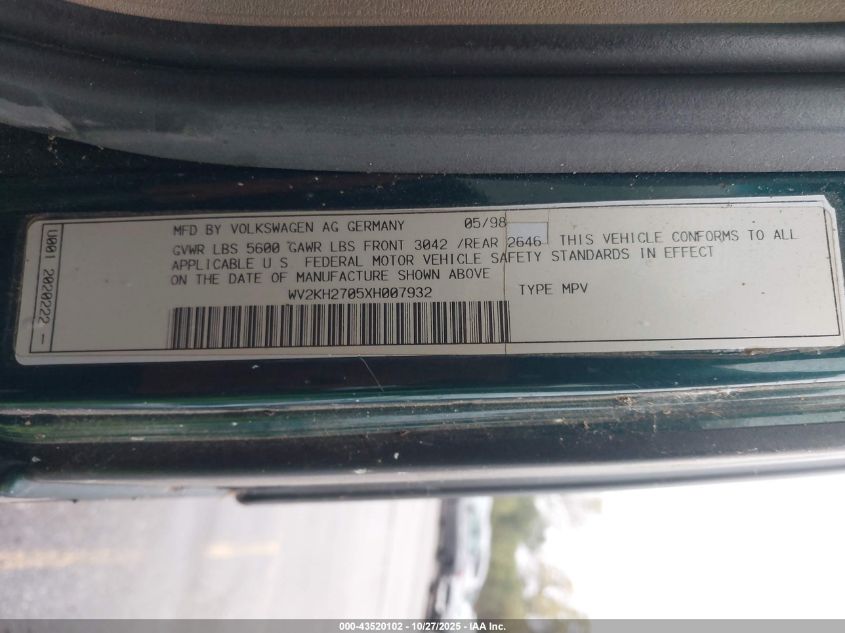 MFD BY VOLKSWAGEN AG GERMANY 05/98
GVWR LBS 5600 GAWR LBS FRONT 3042 /REAR 2646 THIS VEHICLE CONFORMS TO ALL
APPLICABLE U S FEDERAL MOTOR VEHICLE SAFETY STANDARDS IN EFFECT
ON THE DATE OF MANUFACTURE SHOWN ABOVE
WV2KH2705XH007932 TYPE MPV
U001 2020222 -
000-43520102 - 10/27/2025 - IAA Inc.